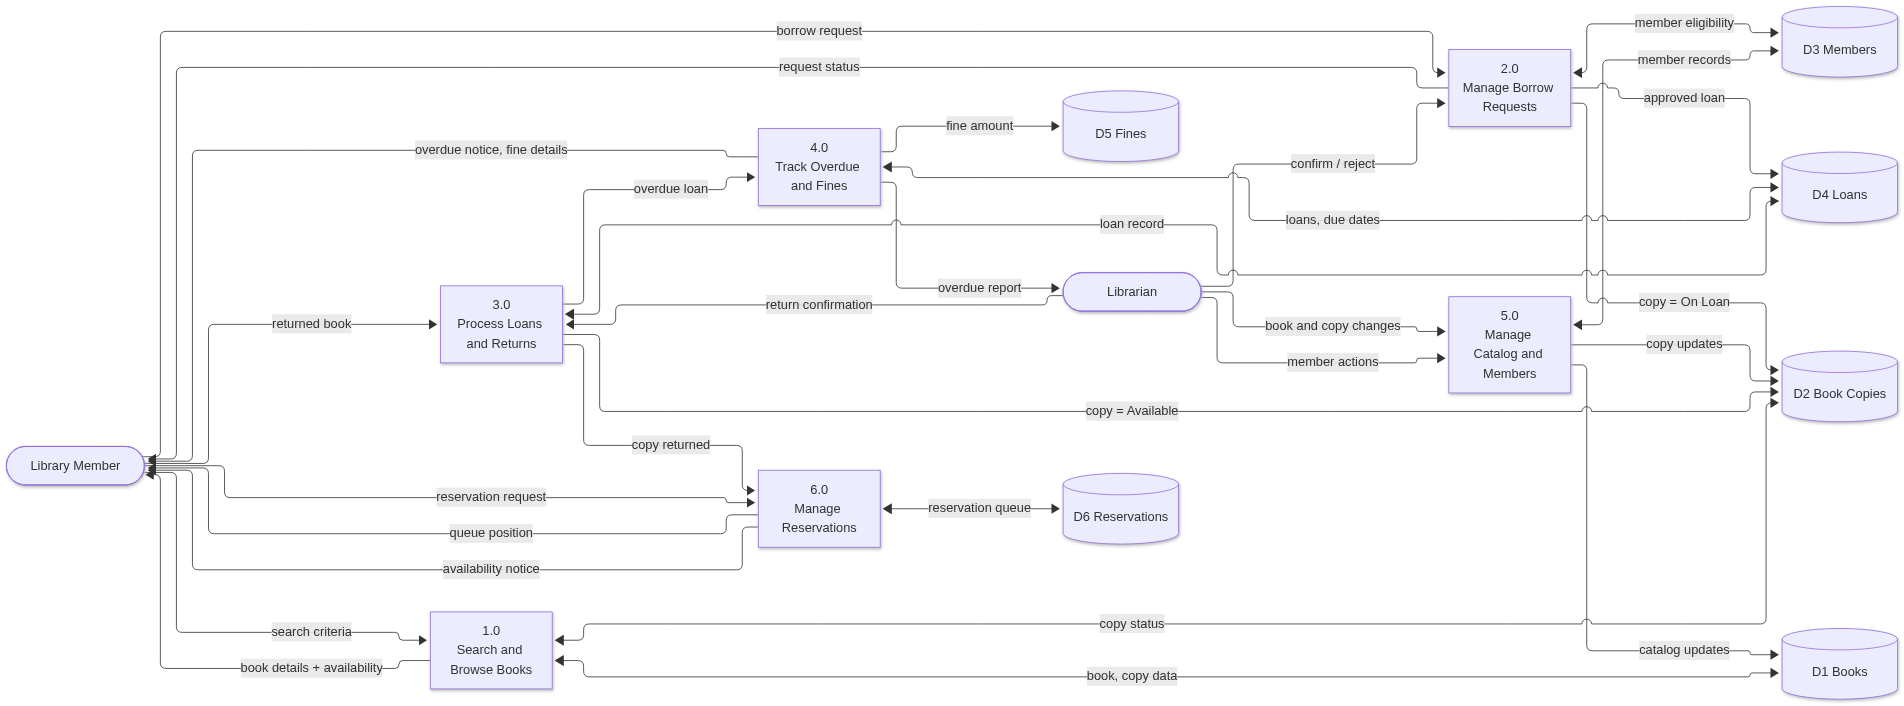 borrow request
member eligibility
D3 Members
request status
2.0
Manage Borrow
Requests
member records
approved loan
fine amount
D5 Fines
overdue notice, fine details
4.0
Track Overdue
and Fines
confirm / reject
overdue loan
D4 Loans
loan record
loans, due dates
overdue report
Librarian
return confirmation
3.0
Process Loans
and Returns
returned book
copy = On Loan
book and copy changes
5.0
Manage
Catalog and
Members
copy updates
member actions
D2 Book Copies
copy = Available
copy returned
Library Member
reservation request
6.0
Manage
Reservations
reservation queue
D6 Reservations
queue position
availability notice
search criteria
1.0
Search and
Browse Books
copy status
book details + availability
book, copy data
catalog updates
D1 Books